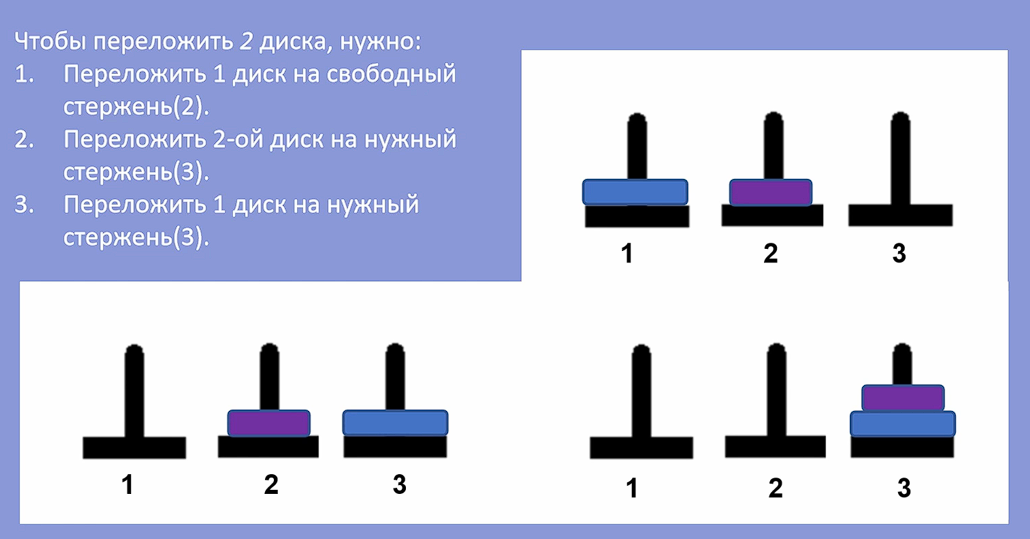 Чтобы переложить 2 диска, нужно:
1. Переложить 1 диск на свободный
стержень(2).
2. Переложить 2-ой диск на нужный
стержень(3).
3. Переложить 1 диск на нужный
стержень(3).
1 2 3
1 2 3
1 2 3